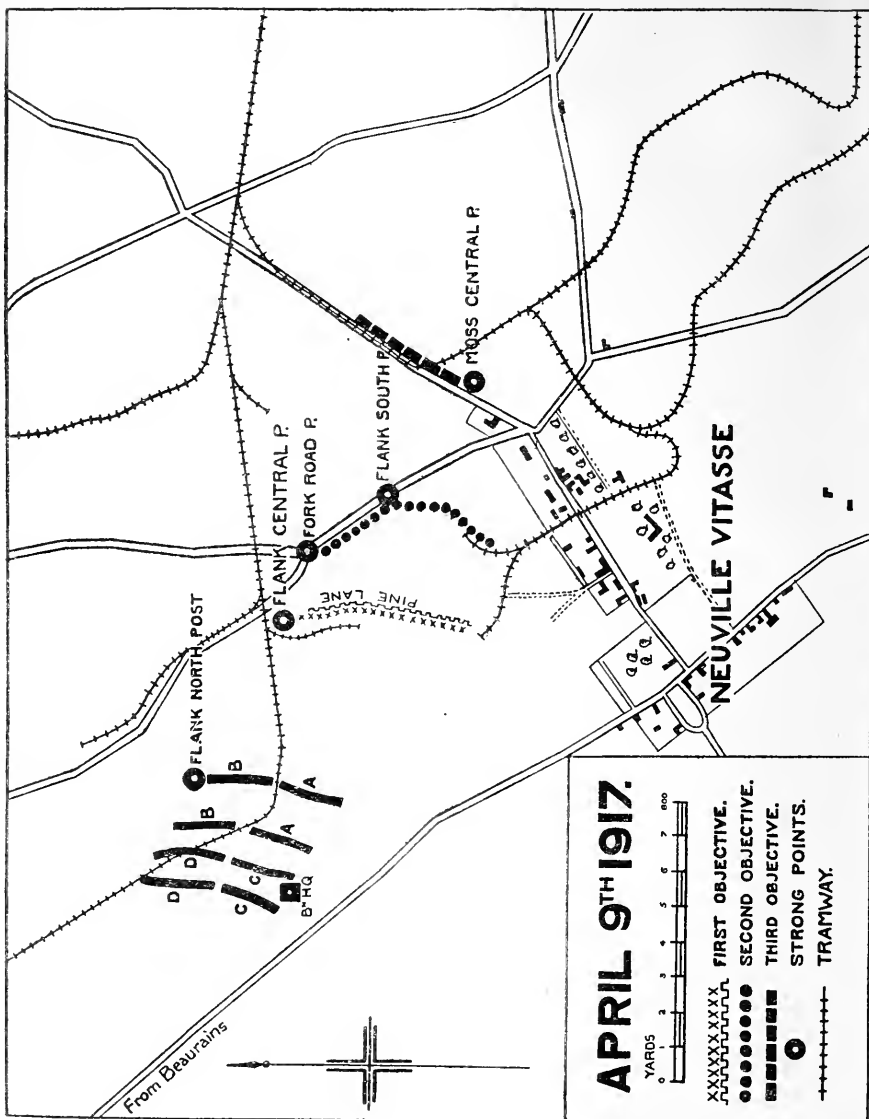 FLANK NORTH POST
FLANK CENTRAL P.
FORK ROAD P.
FLANK SOUTH P.
MOSS CENTRAL P.
PINE LANE
B
A
B
A
D
C
D
C
Bⁿ HQ
From Beaurains
NEUVILLE VITASSE
APRIL 9TH 1917.
YARDS
0 1 2 3 4 5 6 7 800
FIRST OBJECTIVE.
SECOND OBJECTIVE.
THIRD OBJECTIVE.
STRONG POINTS.
TRAMWAY.